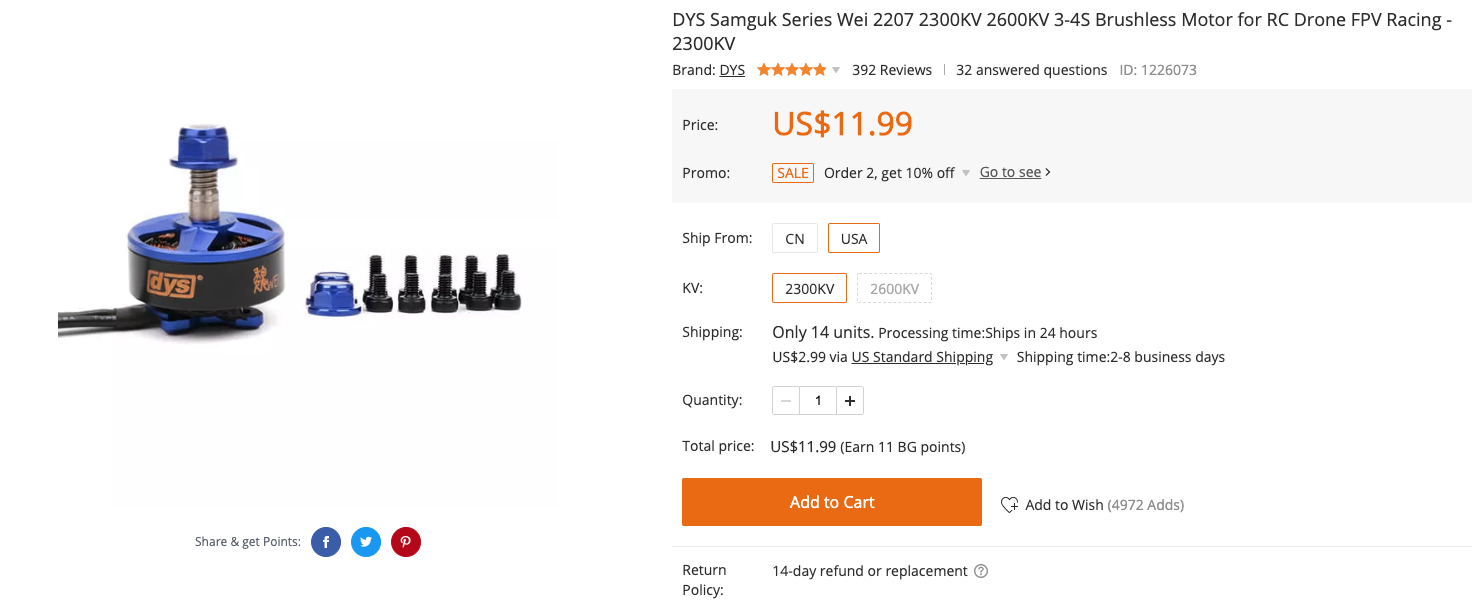 DYS Samguk Series Wei 2207 2300KV 2600KV 3-4S Brushless Motor for RC Drone FPV Racing -
2300KV
Brand: DYS 392 Reviews 32 answered questions ID: 1226073
Price: US$11.99
Promo: SALE Order 2, get 10% off Go to see
Ship From: CN USA
KV: 2300KV 2600KV
Shipping: Only 14 units. Processing time:Ships in 24 hours
US$2.99 via US Standard Shipping Shipping time:2-8 business days
Quantity: 1
Total price: US$11.99 (Earn 11 BG points)
Add to Cart
Add to Wish (4972 Adds)
Return
Policy:
14-day refund or replacement
dys®
魏 WEI
Share & get Points: